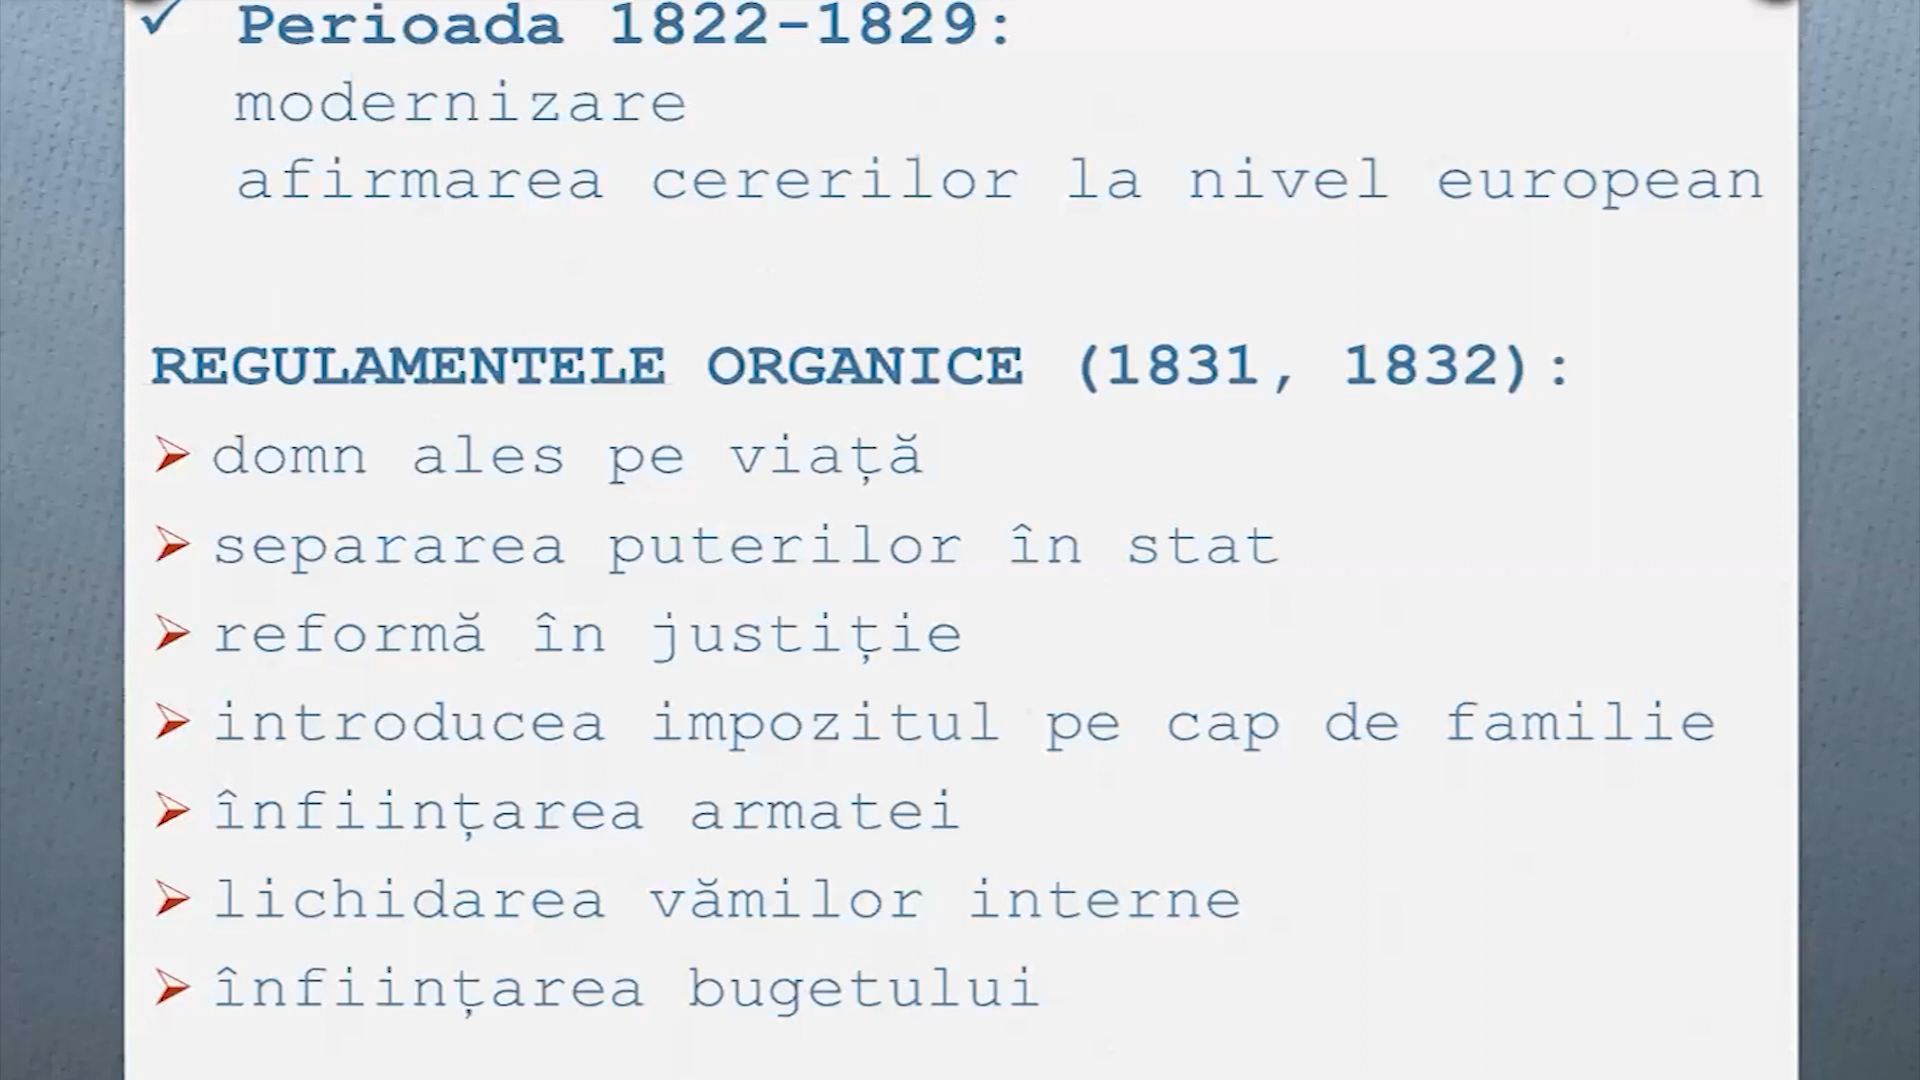 ✓ Perioada 1822-1829:
modernizare
afirmarea cererilor la nivel european
REGULAMENTELE ORGANICE (1831, 1832):
➢ domn ales pe viață
➢ separarea puterilor în stat
➢ reformă în justiție
➢ introducea impozitul pe cap de familie
➢ înființarea armatei
➢ lichidarea vămilor interne
➢ înființarea bugetului